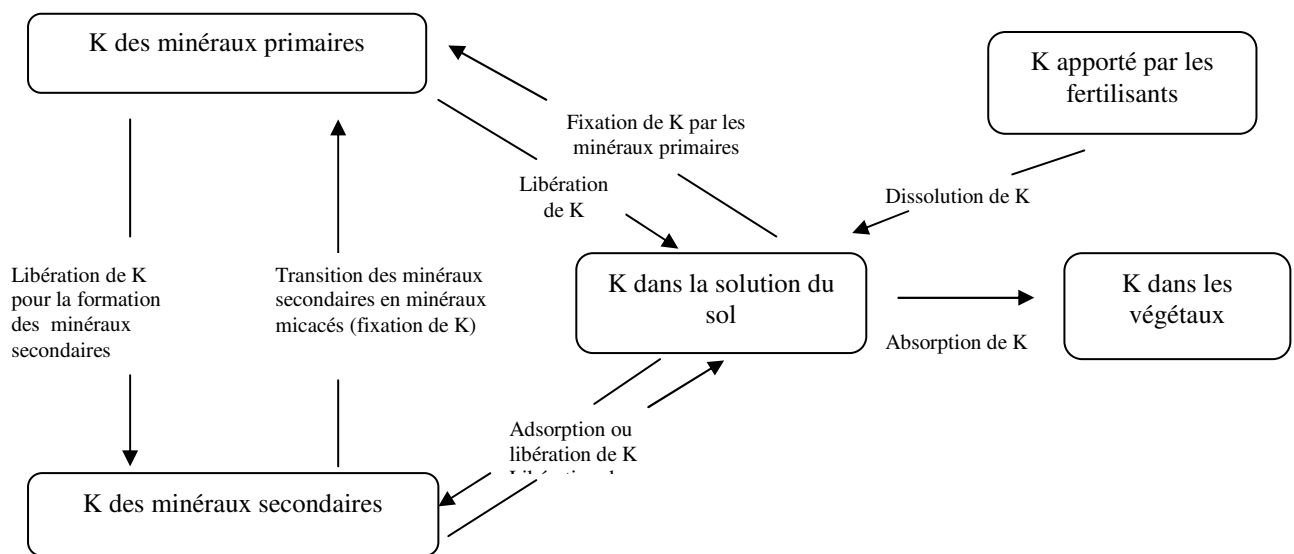 K des minéraux primaires
K apporté par les
fertilisants
Fixation de K par les
minéraux primaires
Libération
de K
Dissolution de K
Libération de K
pour la formation
des minéraux
secondaires
Transition des minéraux
secondaires en minéraux
micacés (fixation de K)
K dans la solution du
sol
K dans les
végétaux
Absorption de K
Adsorption ou
libération de K
K des minéraux secondaires